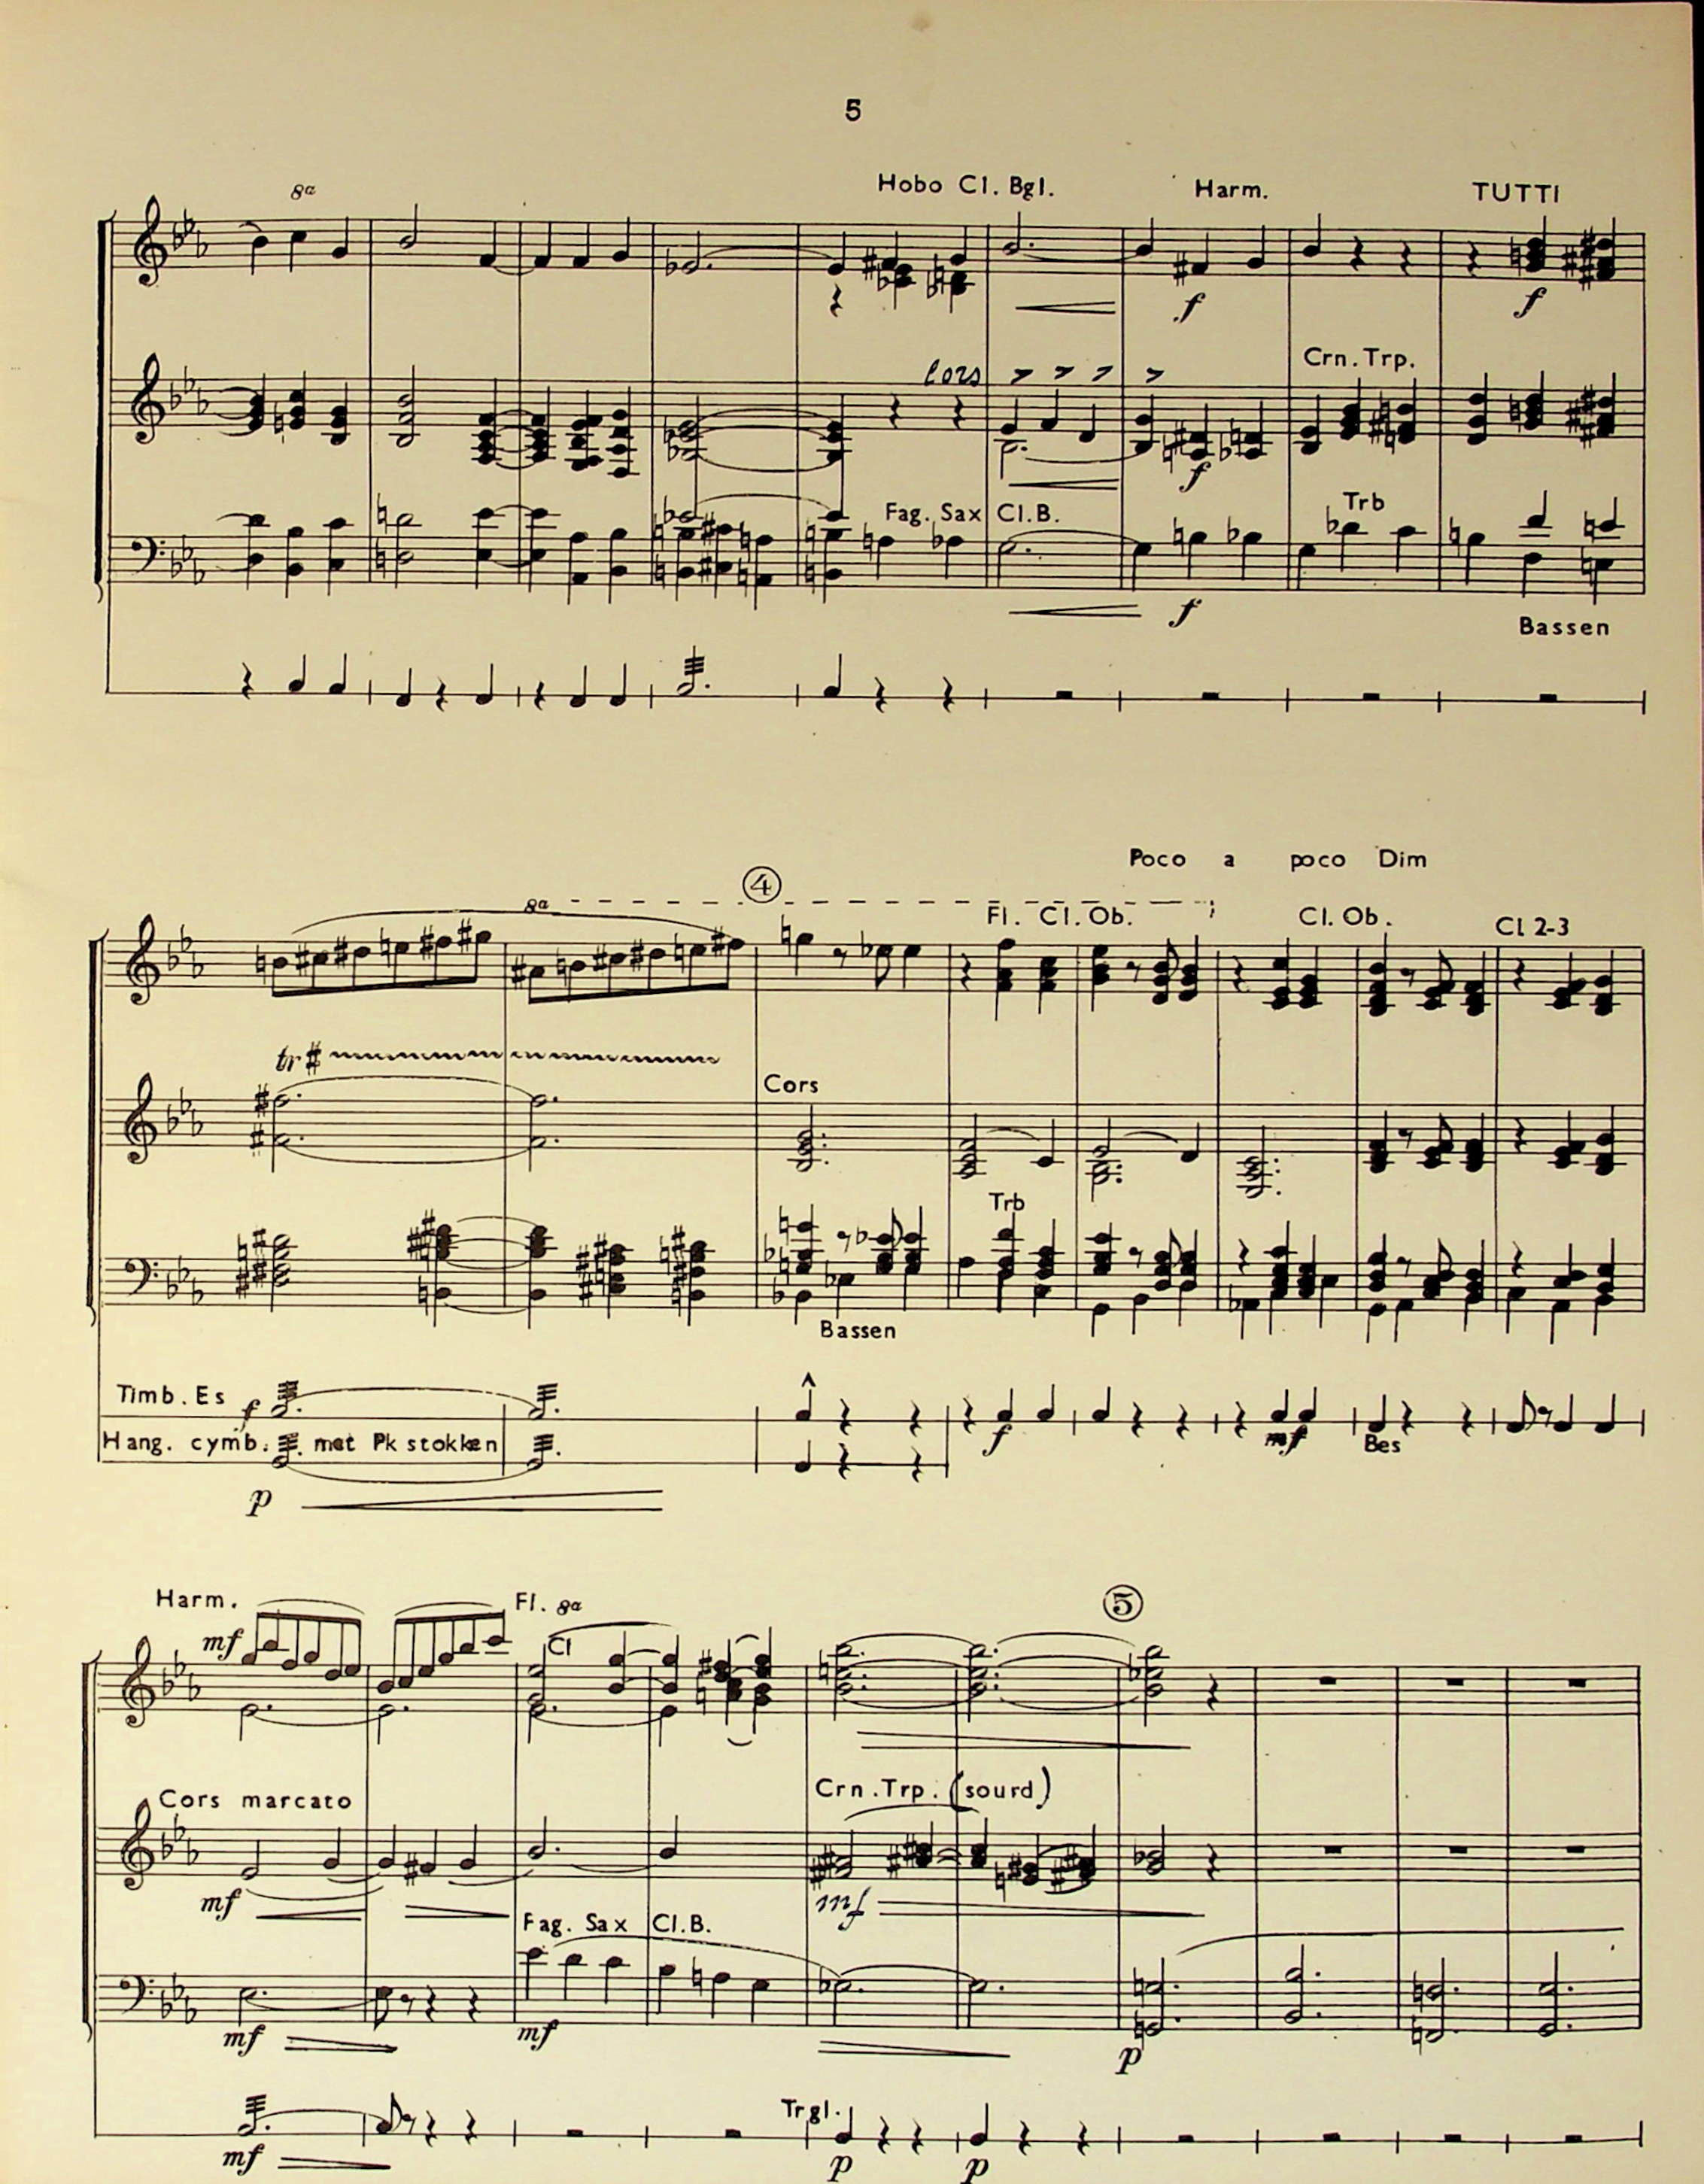 5
8a Hobo Cl. Bgl. Harm. TUTTI
f f
Crn. Trp.
Cors
f
Fag. Sax Cl.B. Trb
f
Bassen
Poco a poco Dim
4
8a Fl. Cl. Ob. Cl. Ob. Cl 2-3
tr
Cors
Trb
Bassen
Timb. Es f
f mf Bes
Hang. cymb. met Pk stokken
p
5
Harm. Fl. 8a
mf Cl
Crn. Trp. (sourd)
Cors marcato
mf mf
Fag. Sax Cl.B.
mf mf p
Trgl.
mf p p